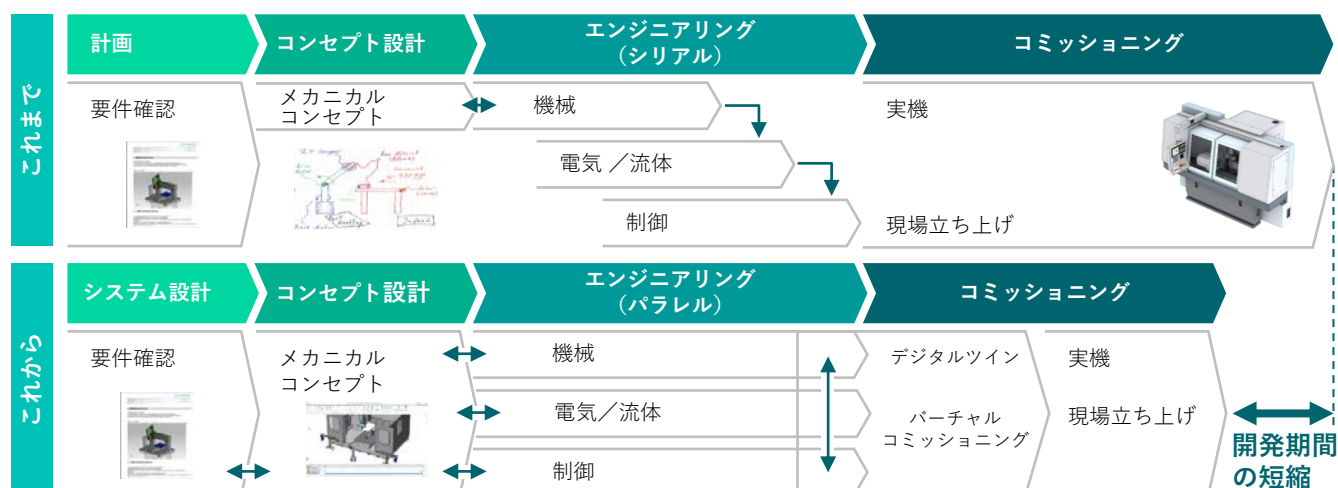 これまで
計画
コンセプト設計
エンジニアリング
（シリアル）
コミッショニング
要件確認
メカニカル
コンセプト
機械
電気 ／流体
制御
実機
現場立ち上げ
これから
システム設計
コンセプト設計
エンジニアリング
（パラレル）
コミッショニング
要件確認
メカニカル
コンセプト
機械
電気／流体
制御
デジタルツイン
バーチャル
コミッショニング
実機
現場立ち上げ
開発期間
の短縮